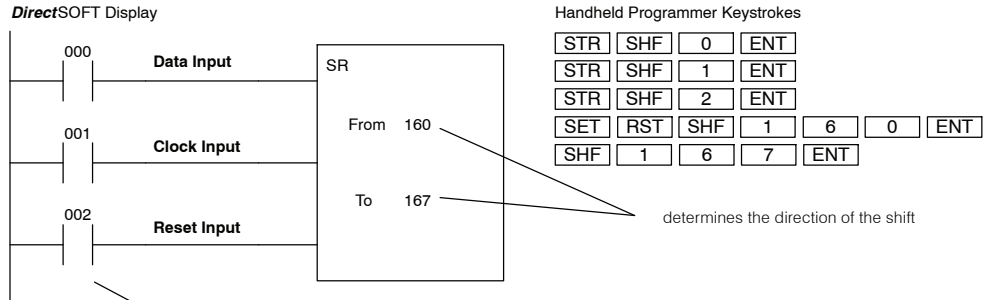 DirectSOFT Display
000
Data Input
001
Clock Input
002
Reset Input
SR
From 160
To 167
Handheld Programmer Keystrokes
STR SHF 0 ENT
STR SHF 1 ENT
STR SHF 2 ENT
SET RST SHF 1 6 0 ENT
SHF 1 6 7 ENT
determines the direction of the shift